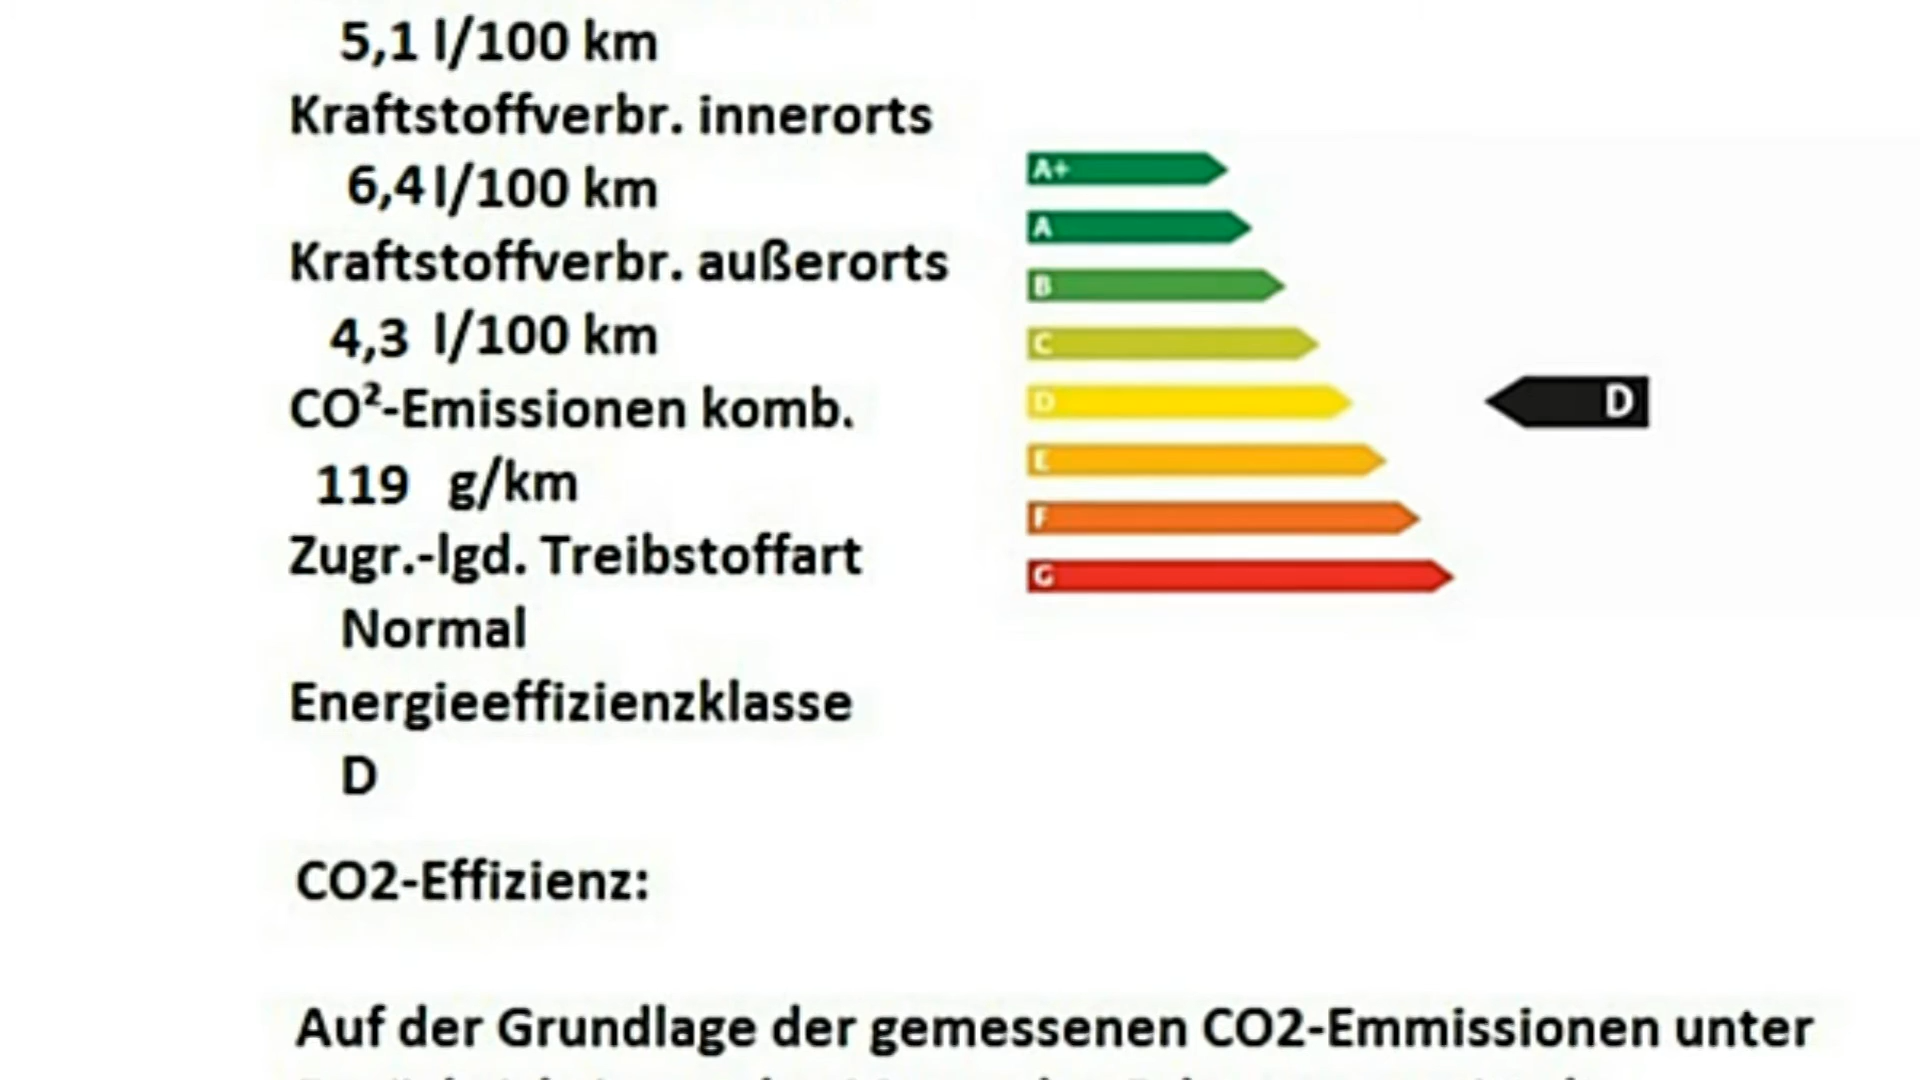 5,1 l/100 km
Kraftstoffverbr. innerorts
6,4 l/100 km
Kraftstoffverbr. außerorts
4,3 l/100 km
CO²-Emissionen komb.
119 g/km
Zugr.-lgd. Treibstoffart
Normal
Energieeffizienzklasse
D
A+
A
B
C
D
E
F
G
D
CO2-Effizienz:
Auf der Grundlage der gemessenen CO2-Emmissionen unter